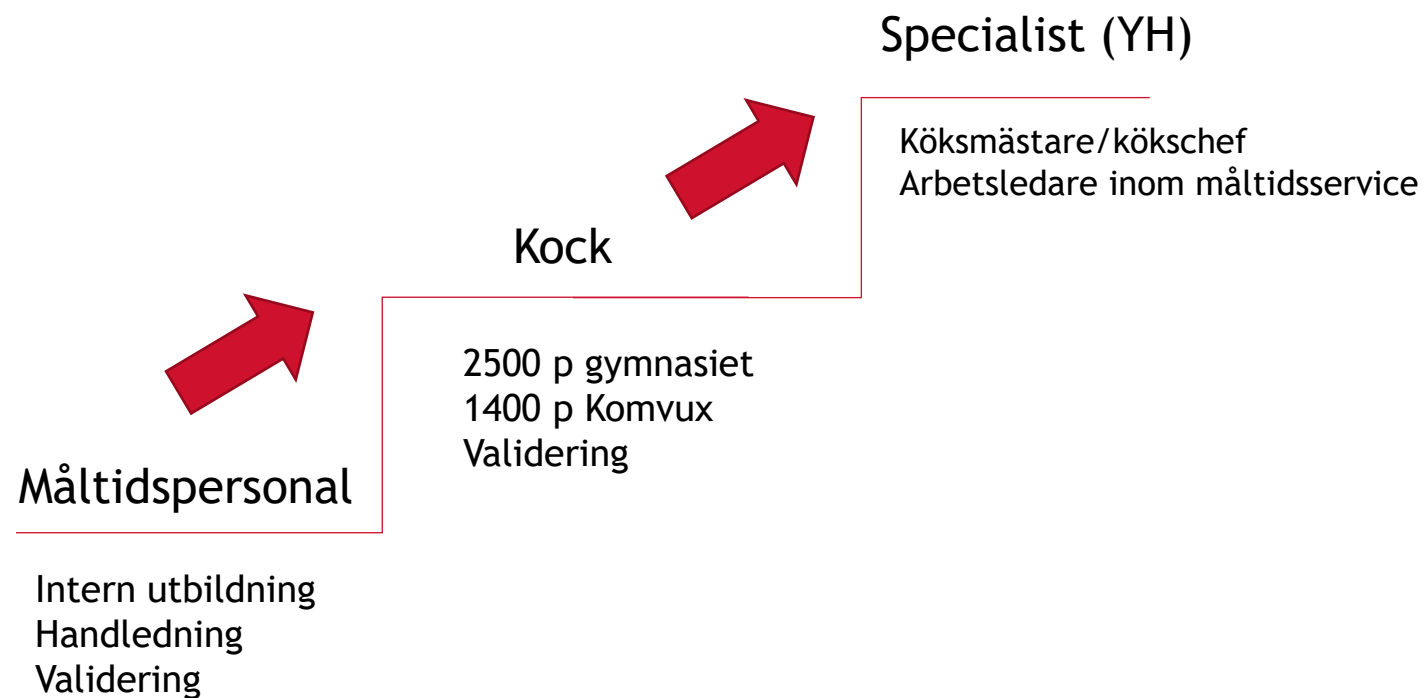 Specialist (YH)
Köksmästare/kökschef
Arbetsledare inom måltidsservice
Kock
2500 p gymnasiet
1400 p Komvux
Validering
Måltidspersonal
Intern utbildning
Handledning
Validering